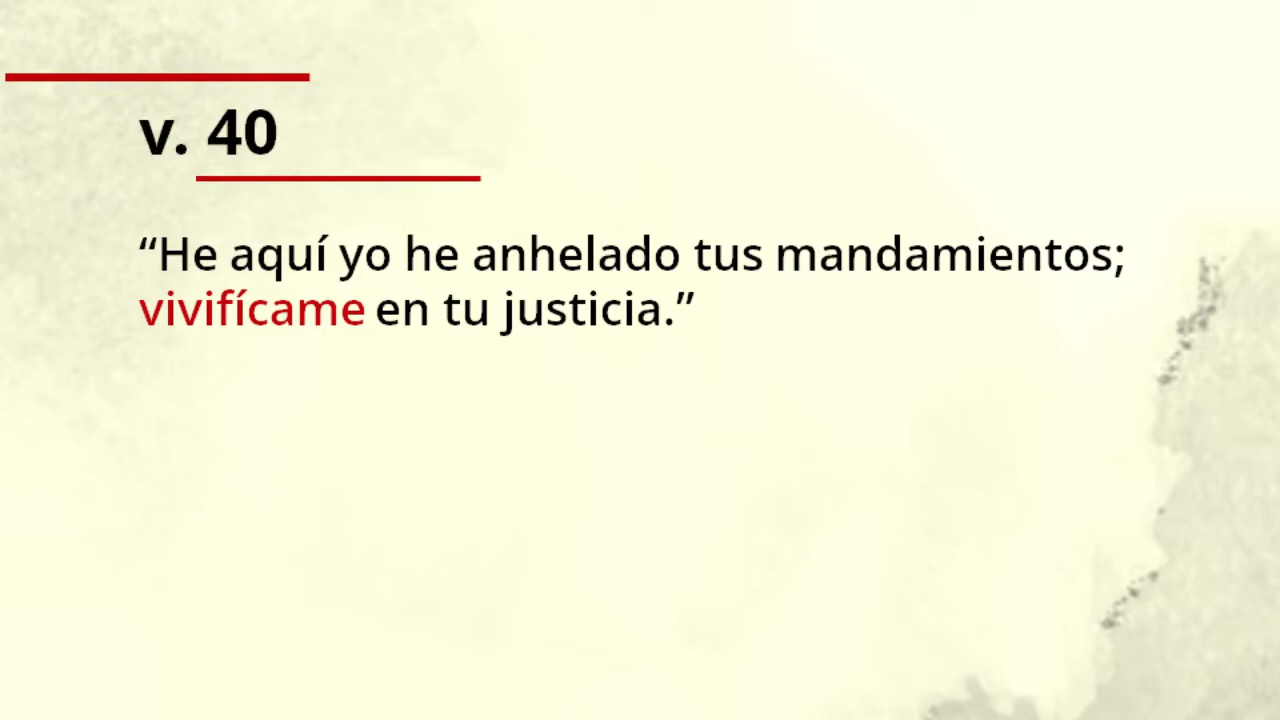 v. 40
“He aquí yo he anhelado tus mandamientos;
vivifícame en tu justicia.”